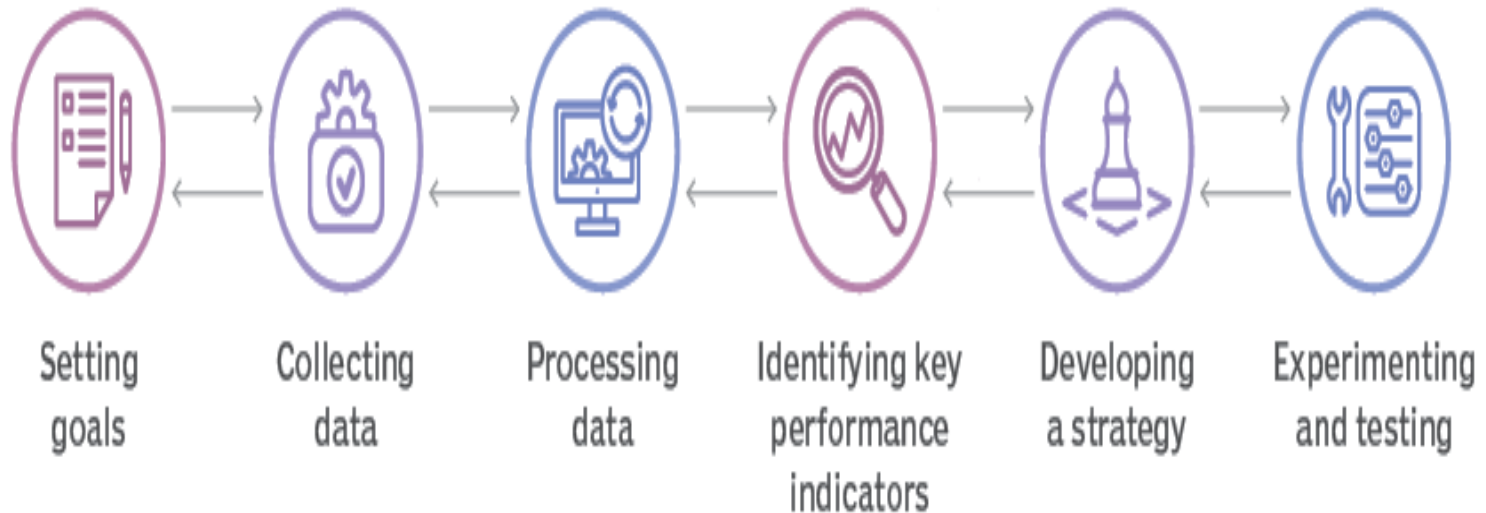 Setting
goals
Collecting
data
Processing
data
Identifying key
performance
indicators
Developing
a strategy
Experimenting
and testing